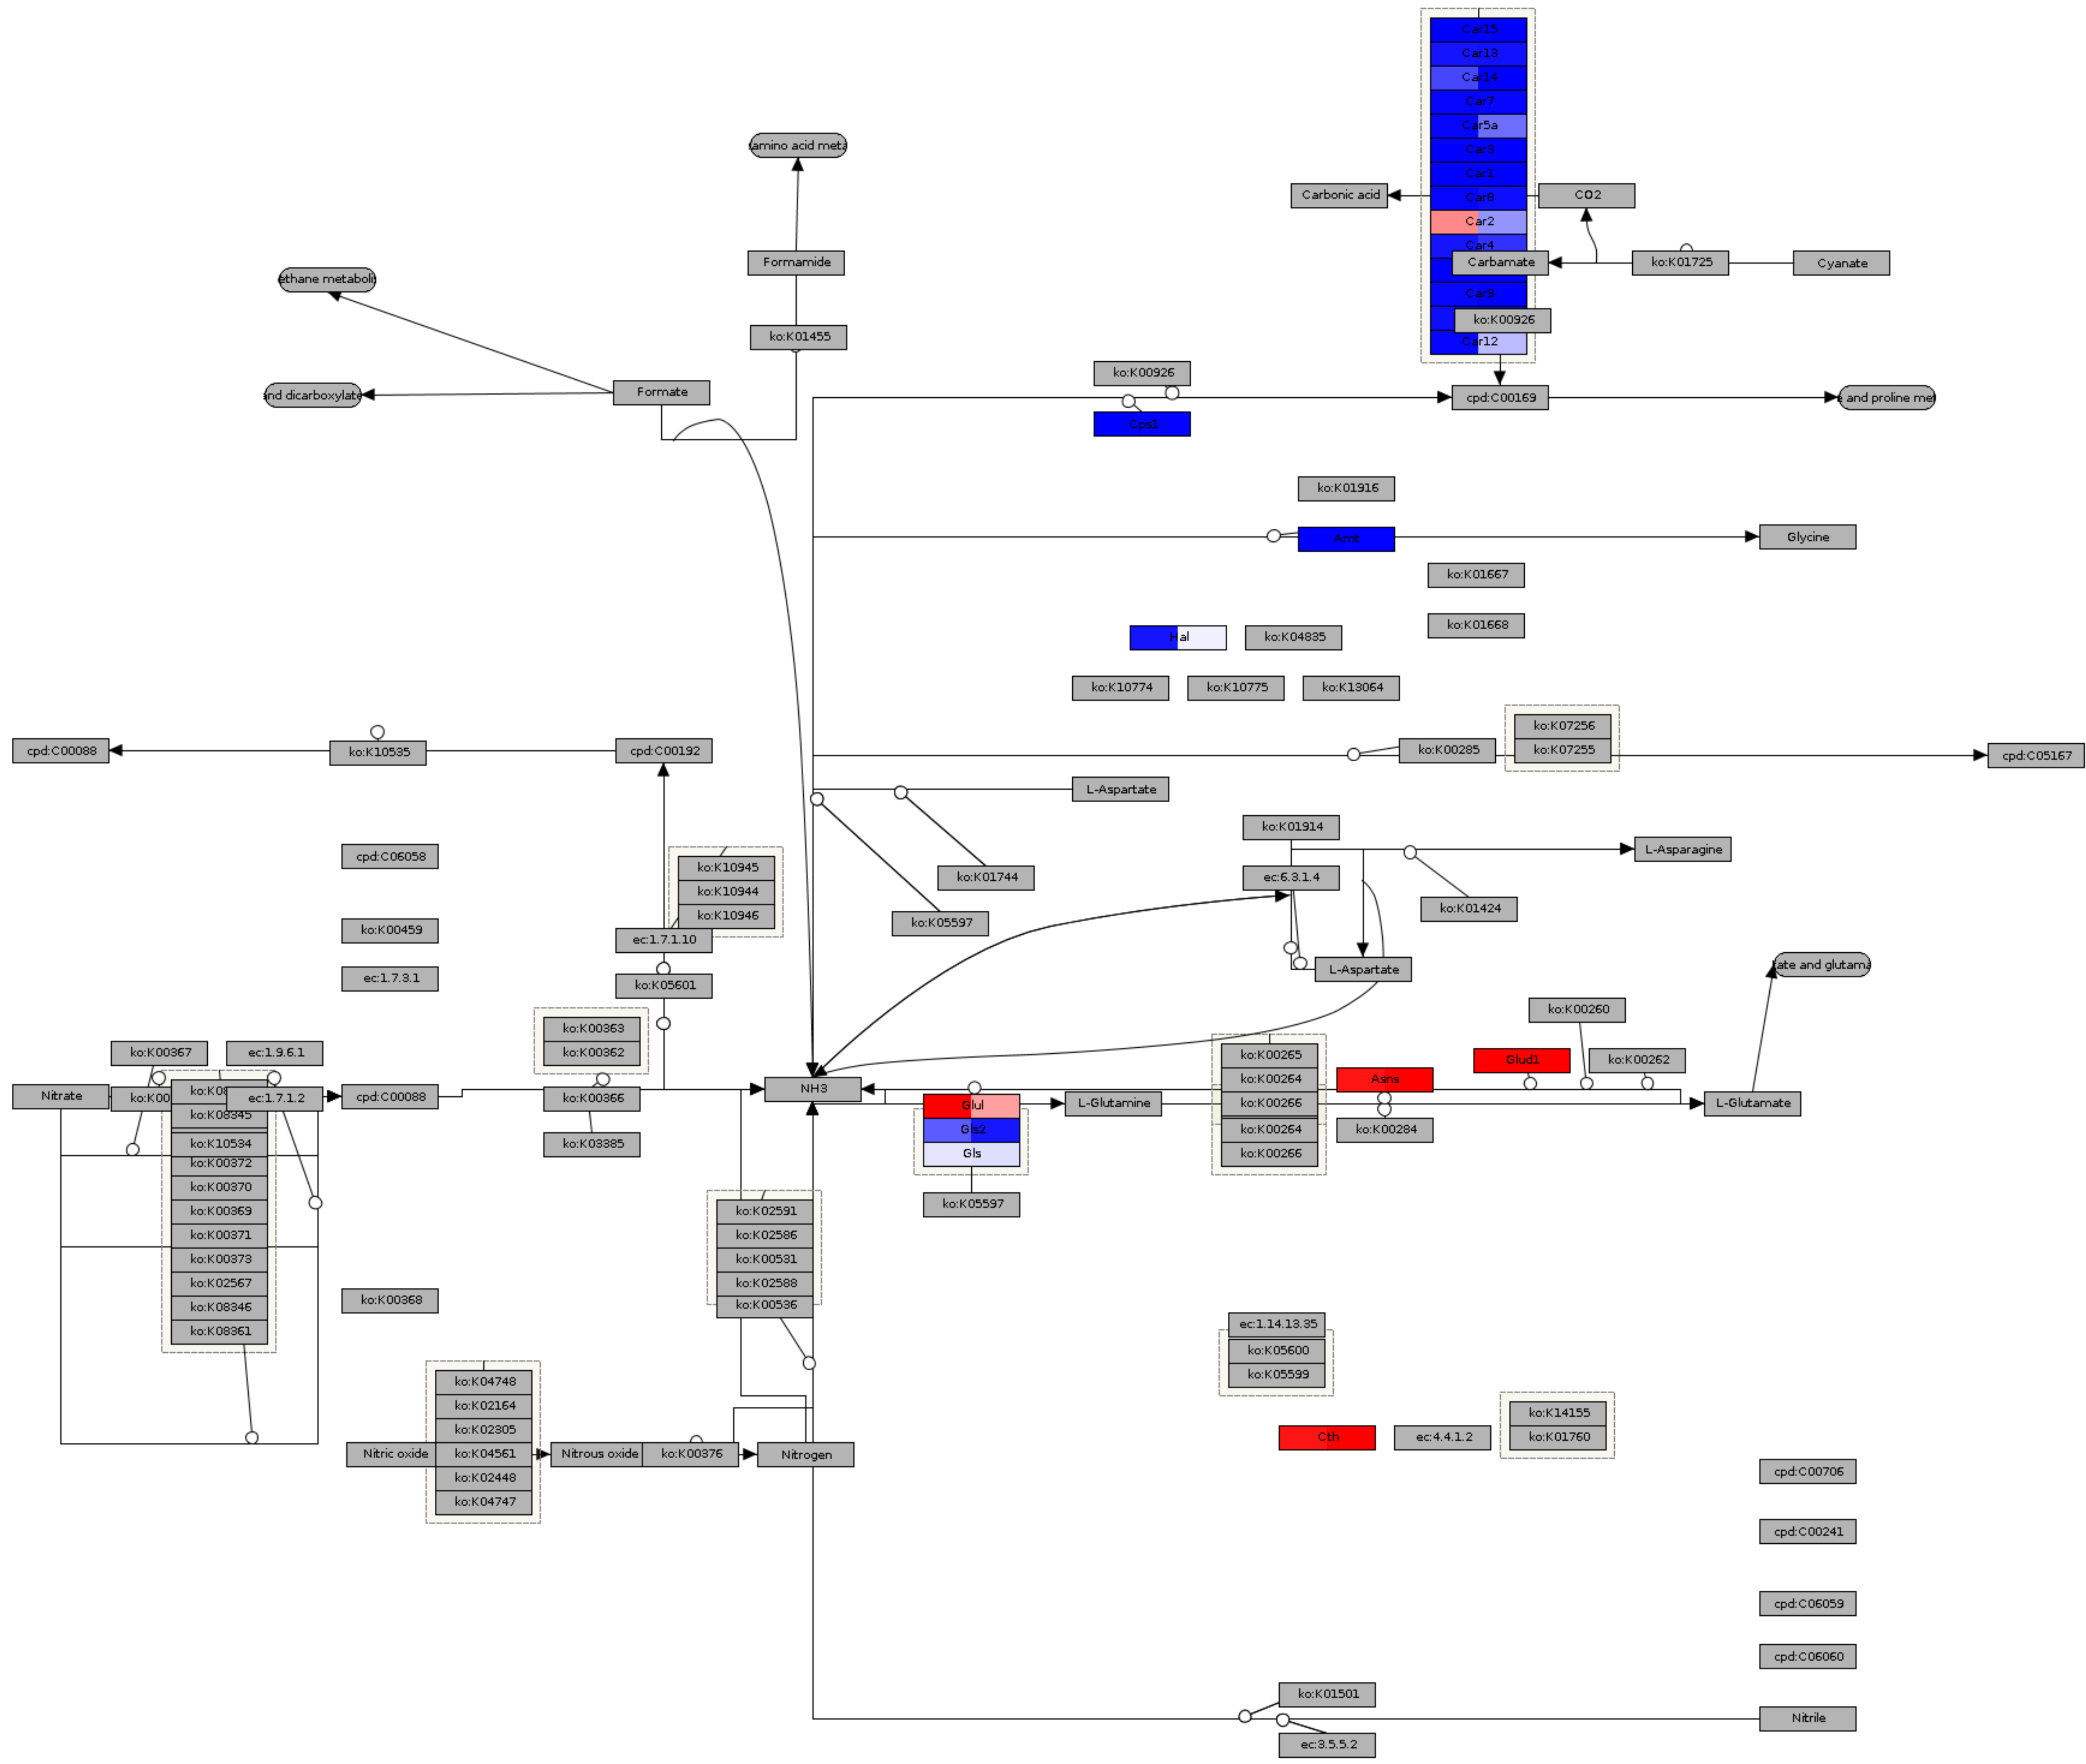 Car15
Car13
Car14
Car7
Car5a
Car3
Car1
Car8
Car2
Car4
Car9
Car12
Carbonic acid
CO2
Carbamate
ko:K01725
Cyanate
ko:K00926
amino acid meta
Formamide
ko:K01455
ethane metaboli
nd dicarboxylate
Formate
ko:K00926
Cps1
cpd:C00169
e and proline met
ko:K01916
Amt
Glycine
ko:K01667
ko:K01668
Hal
ko:K04835
ko:K10774
ko:K10775
ko:K13064
ko:K07256
ko:K07255
ko:K00285
cpd:C05167
cpd:C00088
ko:K10535
cpd:C00192
L-Aspartate
ko:K01914
L-Asparagine
cpd:C06058
ko:K10945
ko:K10944
ko:K10946
ko:K01744
ec:6.3.1.4
ko:K01424
ko:K05597
ko:K00459
ec:1.7.1.10
ec:1.7.3.1
ko:K05601
L-Aspartate
ate and glutama
ko:K00260
ko:K00363
ko:K00362
ko:K00367
ec:1.9.6.1
ko:K00265
ko:K00264
ko:K00266
ko:K00264
ko:K00266
Glud1
ko:K00262
Asns
ko:K00284
Nitrate
ko:K00
ko:K08
ec:1.7.1.2
cpd:C00088
ko:K00366
NH3
Glul
Gls2
Gls
L-Glutamine
L-Glutamate
ko:K08345
ko:K10534
ko:K00372
ko:K00370
ko:K00369
ko:K00371
ko:K00373
ko:K02567
ko:K08346
ko:K08361
ko:K03385
ko:K05597
ko:K02591
ko:K02586
ko:K00531
ko:K02588
ko:K00536
ko:K00368
ec:1.14.13.35
ko:K05600
ko:K05599
ko:K04748
ko:K02164
ko:K02305
ko:K04561
ko:K02448
ko:K04747
Nitric oxide
Nitrous oxide
ko:K00376
Nitrogen
Cth
ec:4.4.1.2
ko:K14155
ko:K01760
cpd:C00706
cpd:C00241
cpd:C06059
cpd:C06060
ko:K01501
Nitrile
ec:3.5.5.2